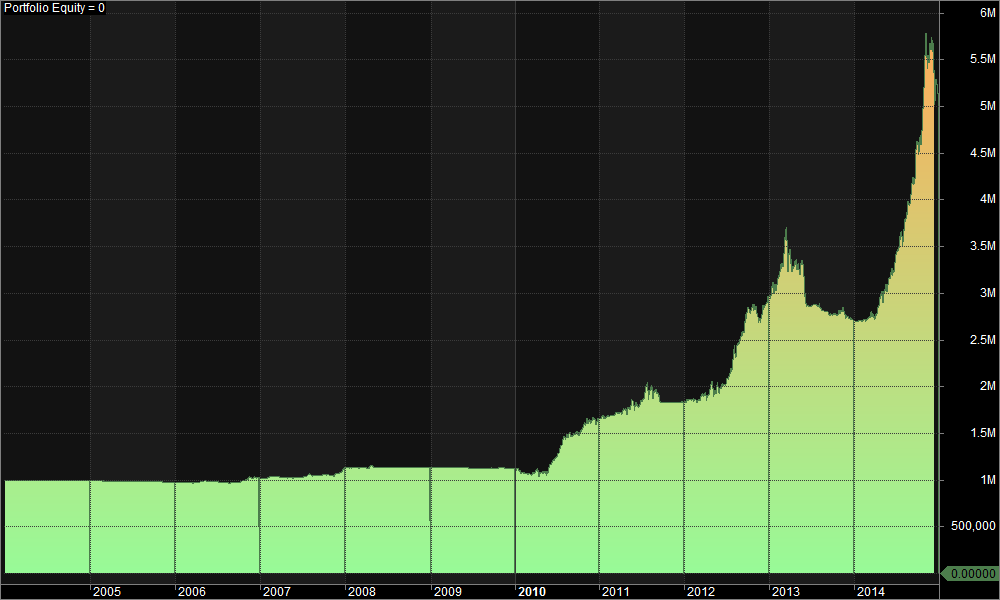 Portfolio Equity = 0
6M
5.5M
5M
4.5M
4M
3.5M
3M
2.5M
2M
1.5M
1M
500,000
0.00000
2005 2006 2007 2008 2009 2010 2011 2012 2013 2014